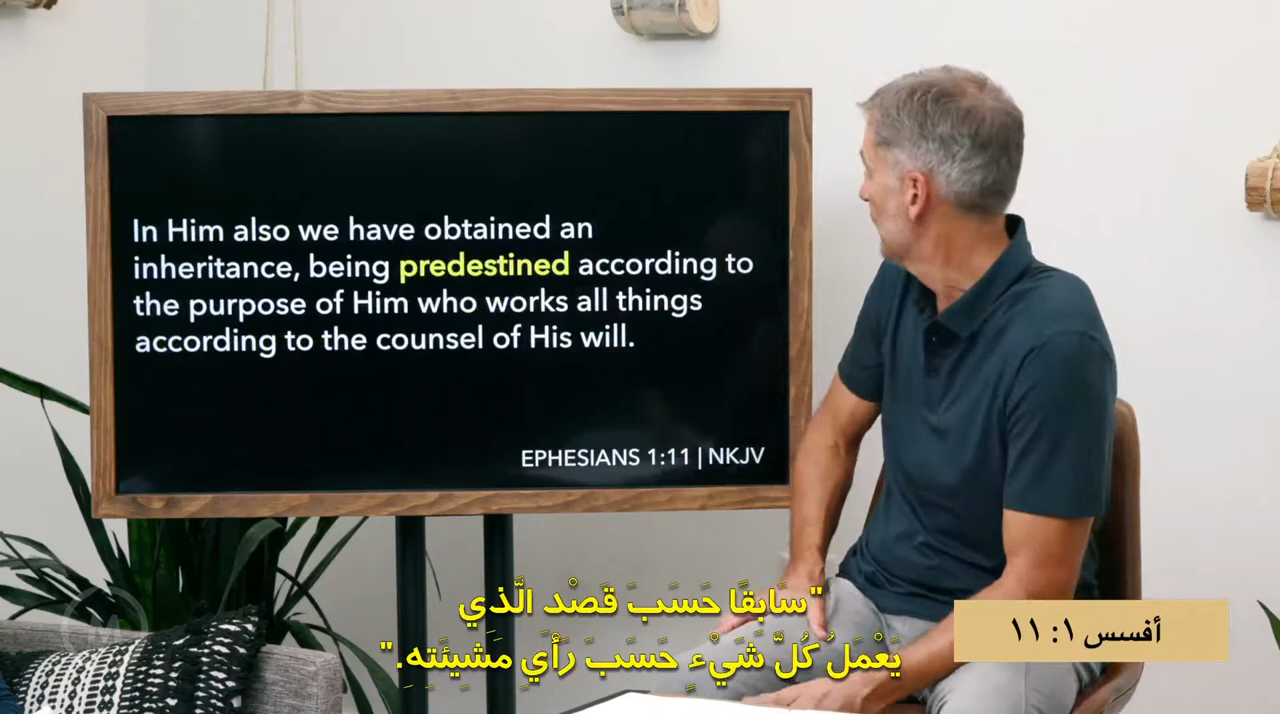 In Him also we have obtained an
inheritance, being predestined according to
the purpose of Him who works all things
according to the counsel of His will.
EPHESIANS 1:11 | NKJV
"سَابِقًا حَسَبَ قَصْدِ الَّذِي
يَعْمَلُ كُلَّ شَيْءٍ حَسَبَ رَأْيِ مَشِيئَتِهِ."
أفسس ١: ١١
M